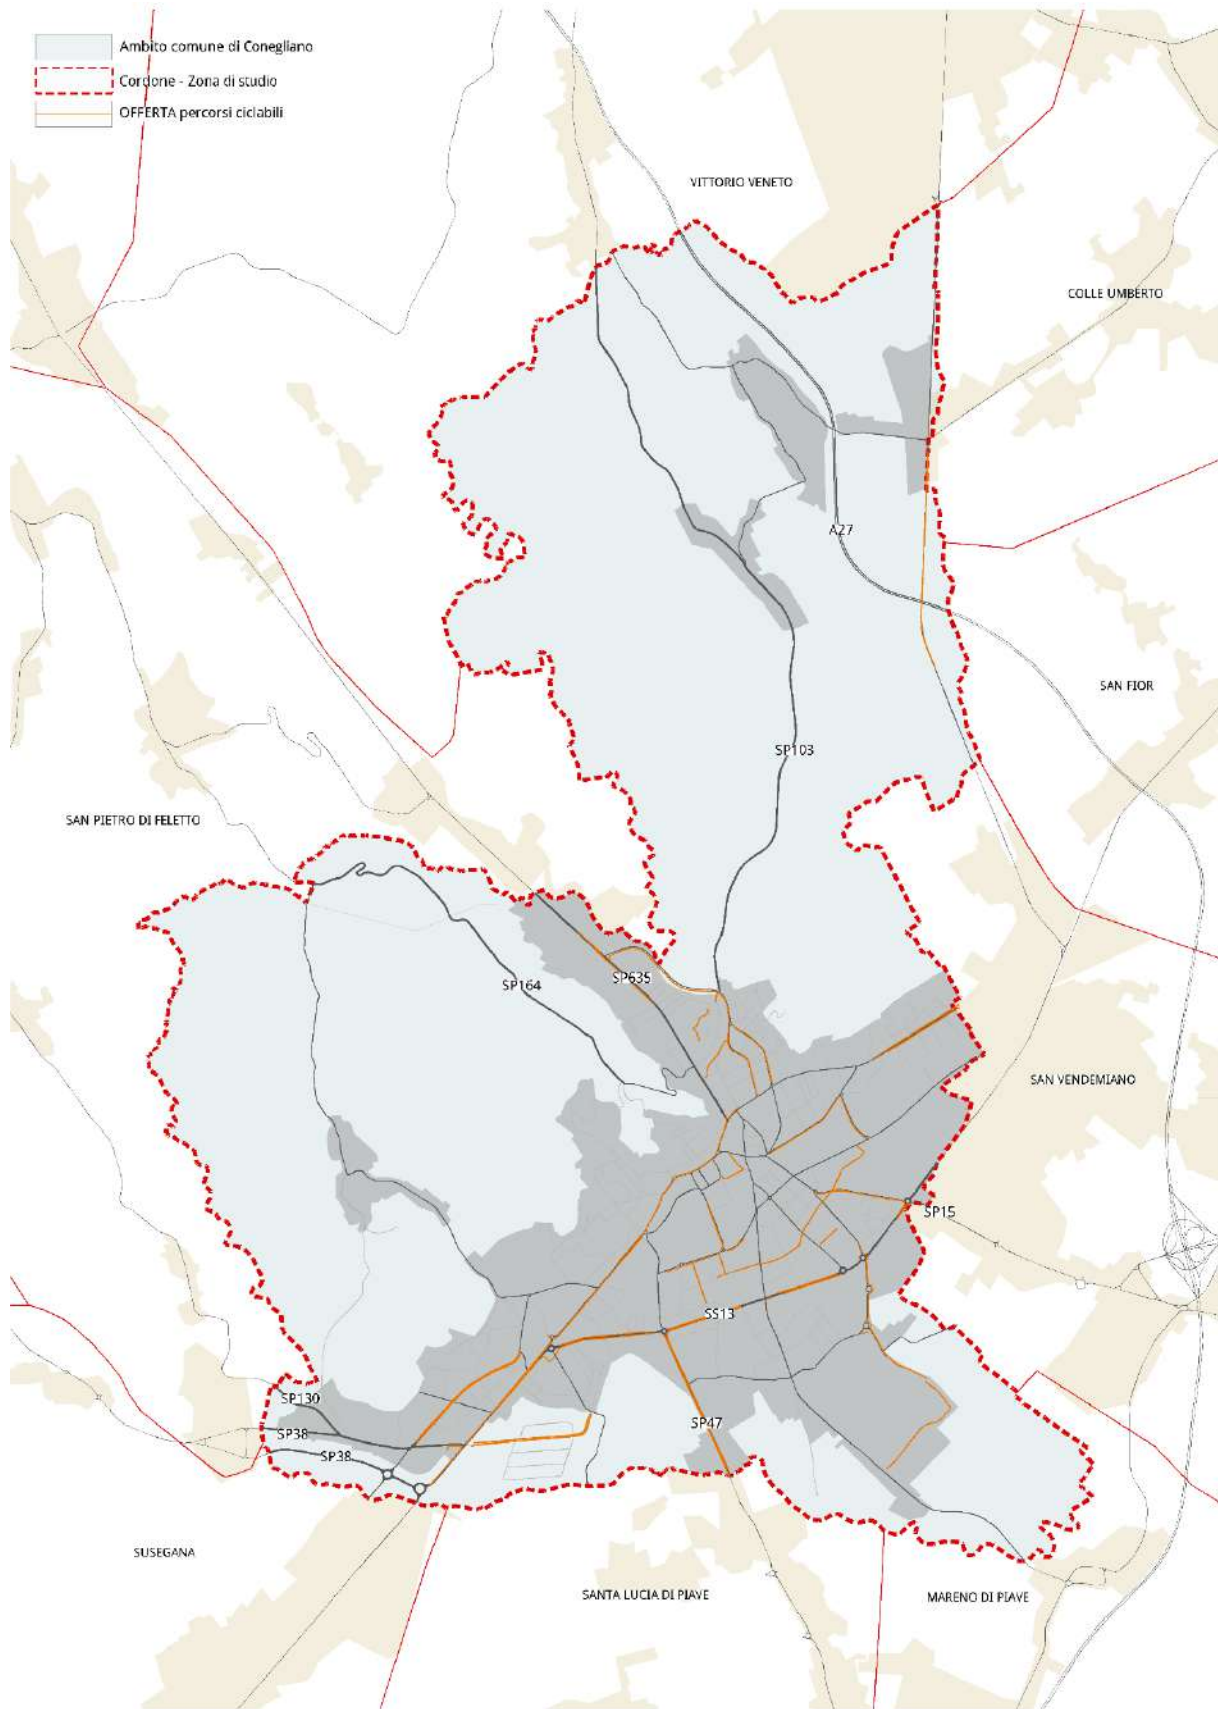 Ambito comune di Conegliano
Cordone - Zona di studio
OFFERTA percorsi ciclabili
VITTORIO VENETO
COLLE UMBERTO
A27
SAN FIOR
SP103
SAN PIETRO DI FELETTO
SP635
SP164
SAN VENDEMIANO
SP15
SS13
SP130
SP47
SP38
SP38
SUSEGANA
SANTA LUCIA DI PIAVE
MARENO DI PIAVE